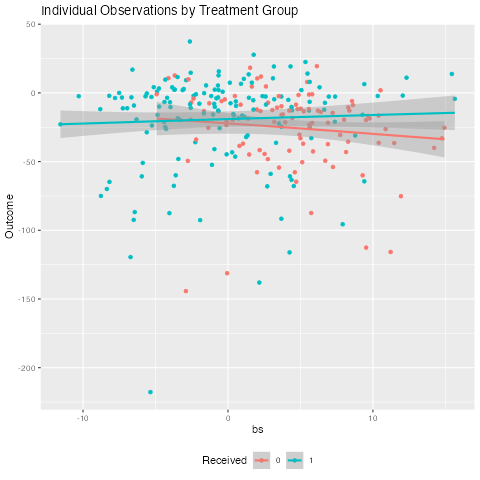 Individual Observations by Treatment Group
50
0
-50
-100
-150
-200
Outcome
-10 0 10
bs
Received 0 1